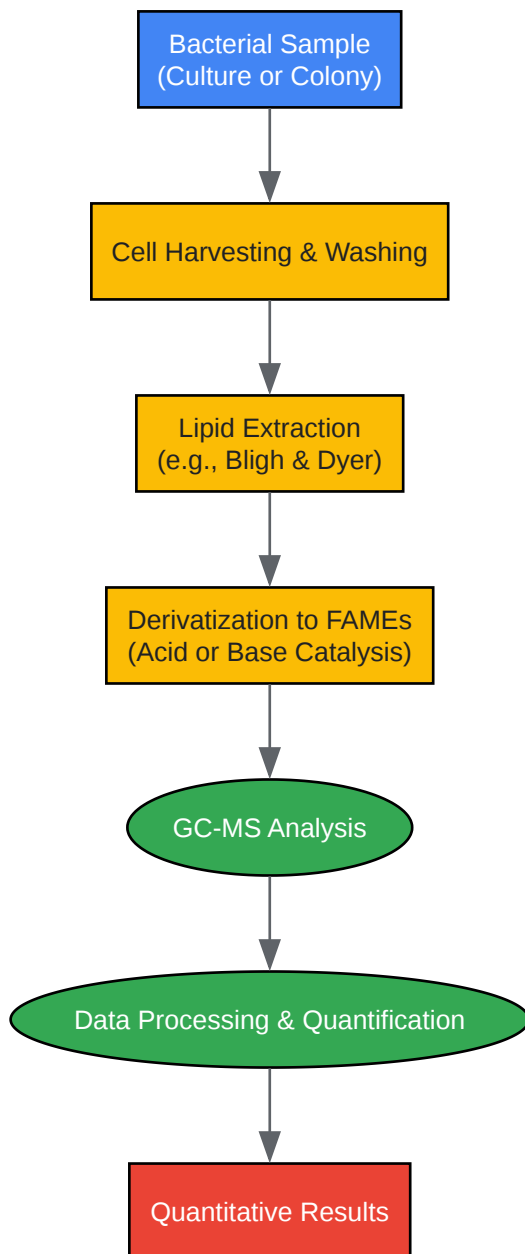 Bacterial Sample
(Culture or Colony)
Cell Harvesting & Washing
Lipid Extraction
(e.g., Bligh & Dyer)
Derivatization to FAMEs
(Acid or Base Catalysis)
GC-MS Analysis
Data Processing & Quantification
Quantitative Results